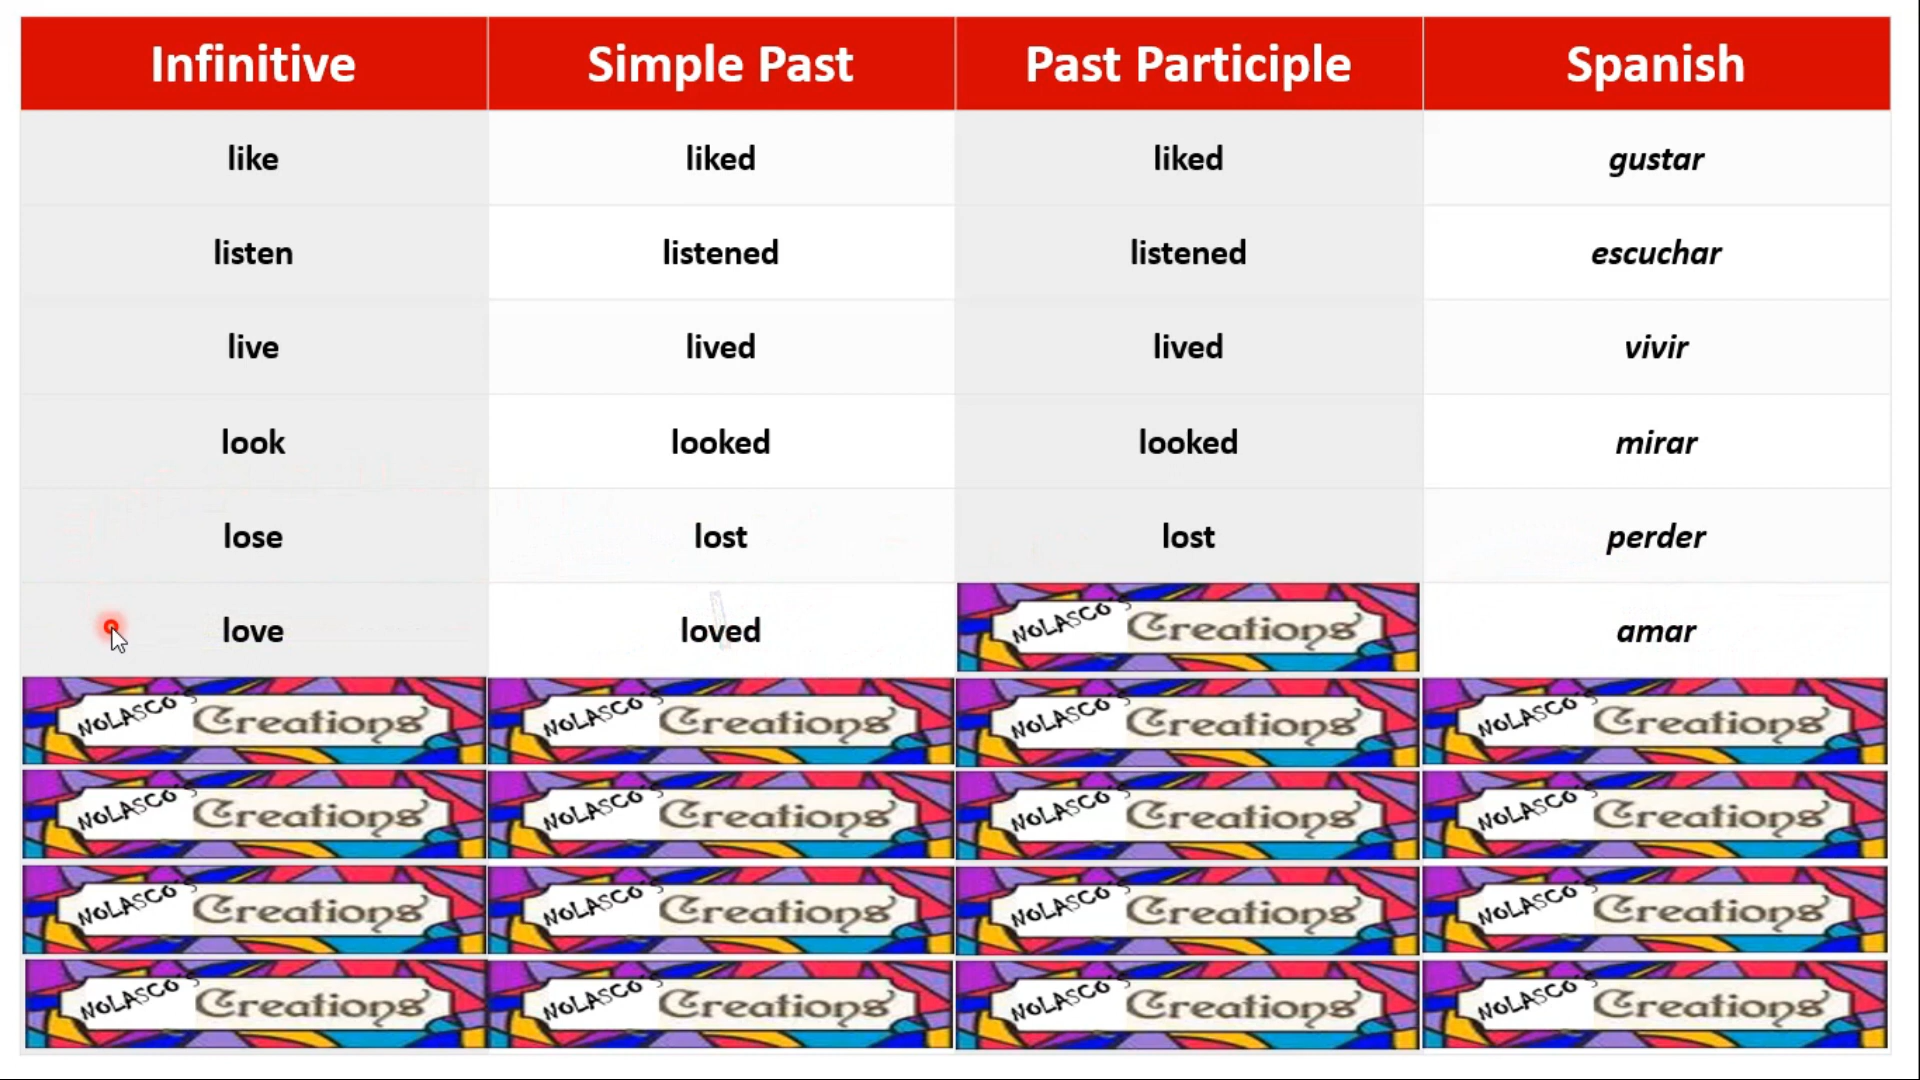 Infinitive Simple Past Past Participle Spanish
like liked liked gustar
listen listened listened escuchar
live lived lived vivir
look looked looked mirar
lose lost lost perder
love loved NOLASCO´S Creations amar
NOLASCO´S Creations NOLASCO´S Creations NOLASCO´S Creations NOLASCO´S Creations
NOLASCO´S Creations NOLASCO´S Creations NOLASCO´S Creations NOLASCO´S Creations
NOLASCO´S Creations NOLASCO´S Creations NOLASCO´S Creations NOLASCO´S Creations
NOLASCO´S Creations NOLASCO´S Creations NOLASCO´S Creations NOLASCO´S Creations